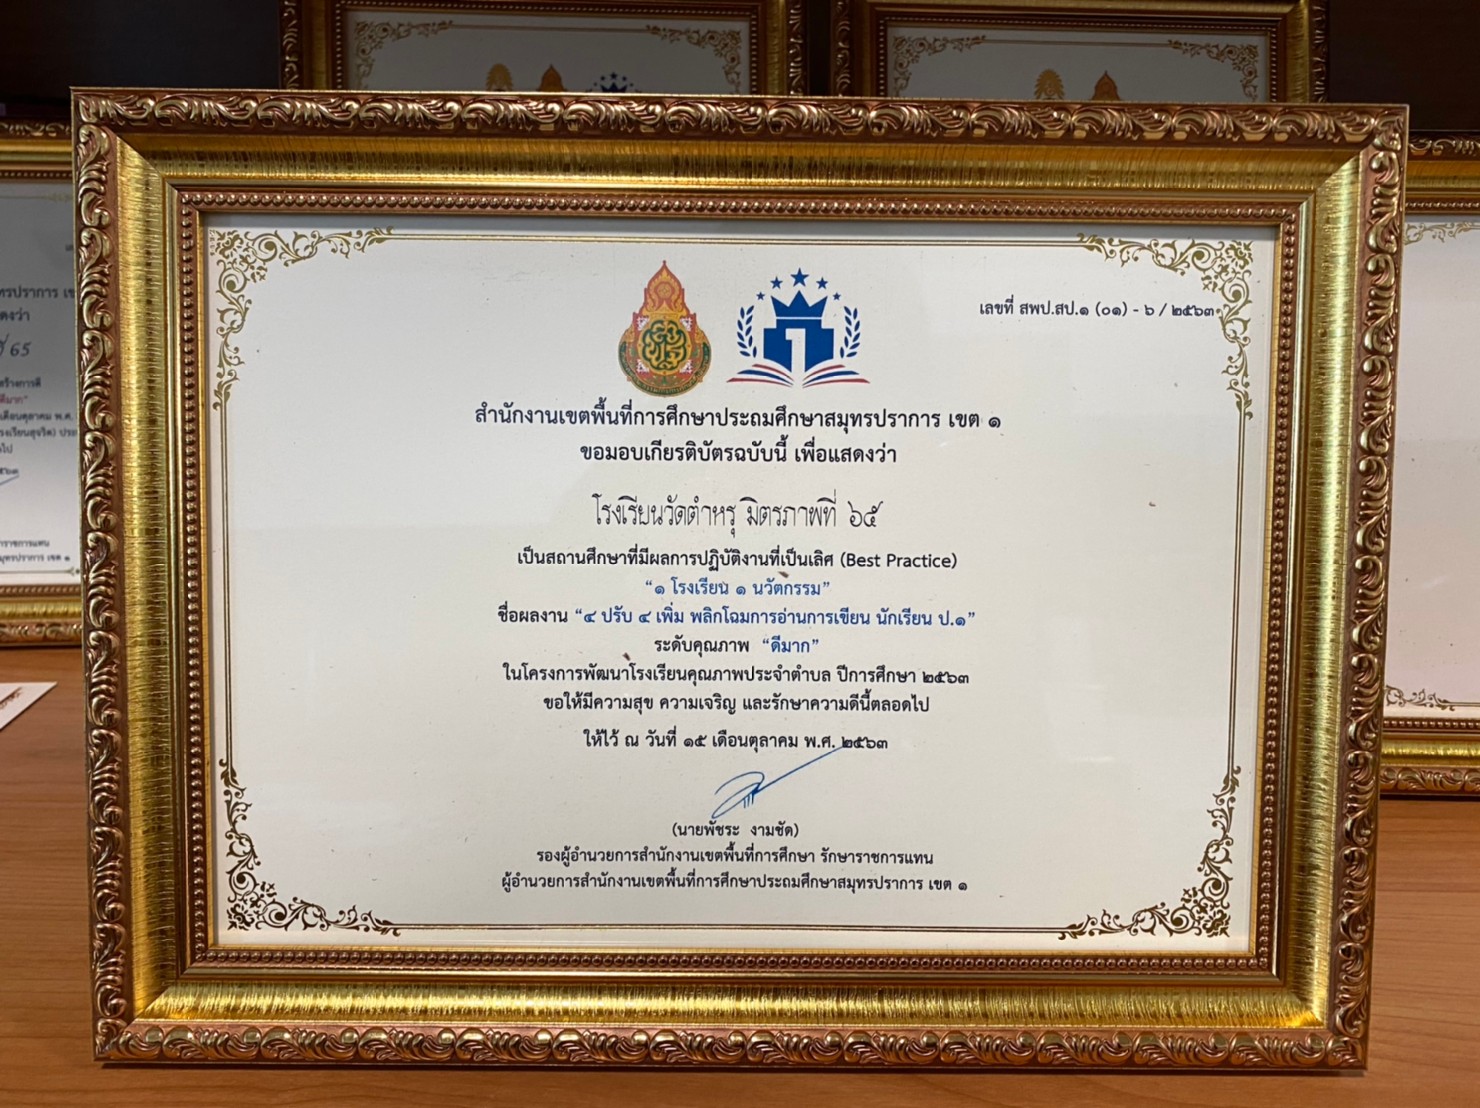 เลขที่ สพป.สป.๑ (๐๑) - ๖ / ๒๕๖๓
สำนักงานเขตพื้นที่การศึกษาประถมศึกษาสมุทรปราการ เขต ๑
ขอมอบเกียรติบัตรฉบับนี้ เพื่อแสดงว่า
โรงเรียนวัดตำหรุ มิตรภาพที่ ๖๕
เป็นสถานศึกษาที่มีผลการปฏิบัติงานที่เป็นเลิศ (Best Practice)
“๑ โรงเรียน ๑ นวัตกรรม”
ชื่อผลงาน “๔ ปรับ ๔ เพิ่ม พลิกโฉมการอ่านการเขียน นักเรียน ป.๑”
ระดับคุณภาพ “ดีมาก”
ในโครงการพัฒนาโรงเรียนคุณภาพประจำตำบล ปีการศึกษา ๒๕๖๓
ขอให้มีความสุข ความเจริญ และรักษาความดีนี้ตลอดไป
ให้ไว้ ณ วันที่ ๑๕ เดือนตุลาคม พ.ศ. ๒๕๖๓
(นายพัชระ งามชัด)
รองผู้อำนวยการสำนักงานเขตพื้นที่การศึกษา รักษาราชการแทน
ผู้อำนวยการสำนักงานเขตพื้นที่การศึกษาประถมศึกษาสมุทรปราการ เขต ๑